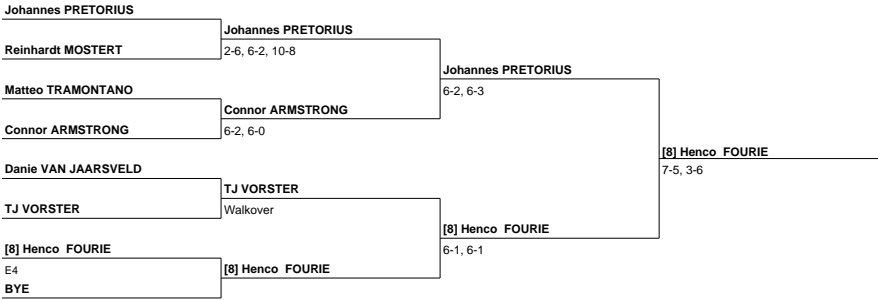 Johannes PRETORIUS
Johannes PRETORIUS
Reinhardt MOSTERT
2-6, 6-2, 10-8
Johannes PRETORIUS
6-2, 6-3
Matteo TRAMONTANO
Connor ARMSTRONG
Connor ARMSTRONG
6-2, 6-0
[8] Henco FOURIE
7-5, 3-6
Danie VAN JAARSVELD
TJ VORSTER
TJ VORSTER
Walkover
[8] Henco FOURIE
6-1, 6-1
[8] Henco FOURIE
E4
[8] Henco FOURIE
BYE